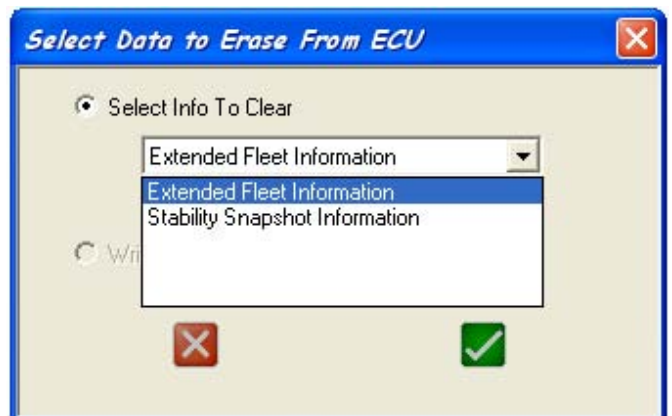 Select Data to Erase From ECU
Select Info To Clear
Extended Fleet Information
Extended Fleet Information
Stability Snapshot Information